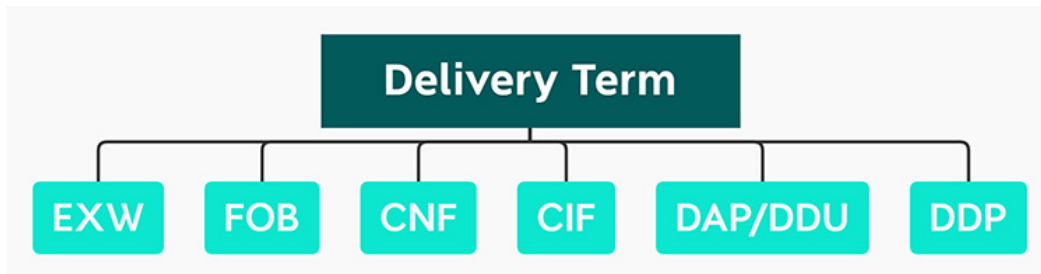 Delivery Term
EXW
FOB
CNF
CIF
DAP/DDU
DDP